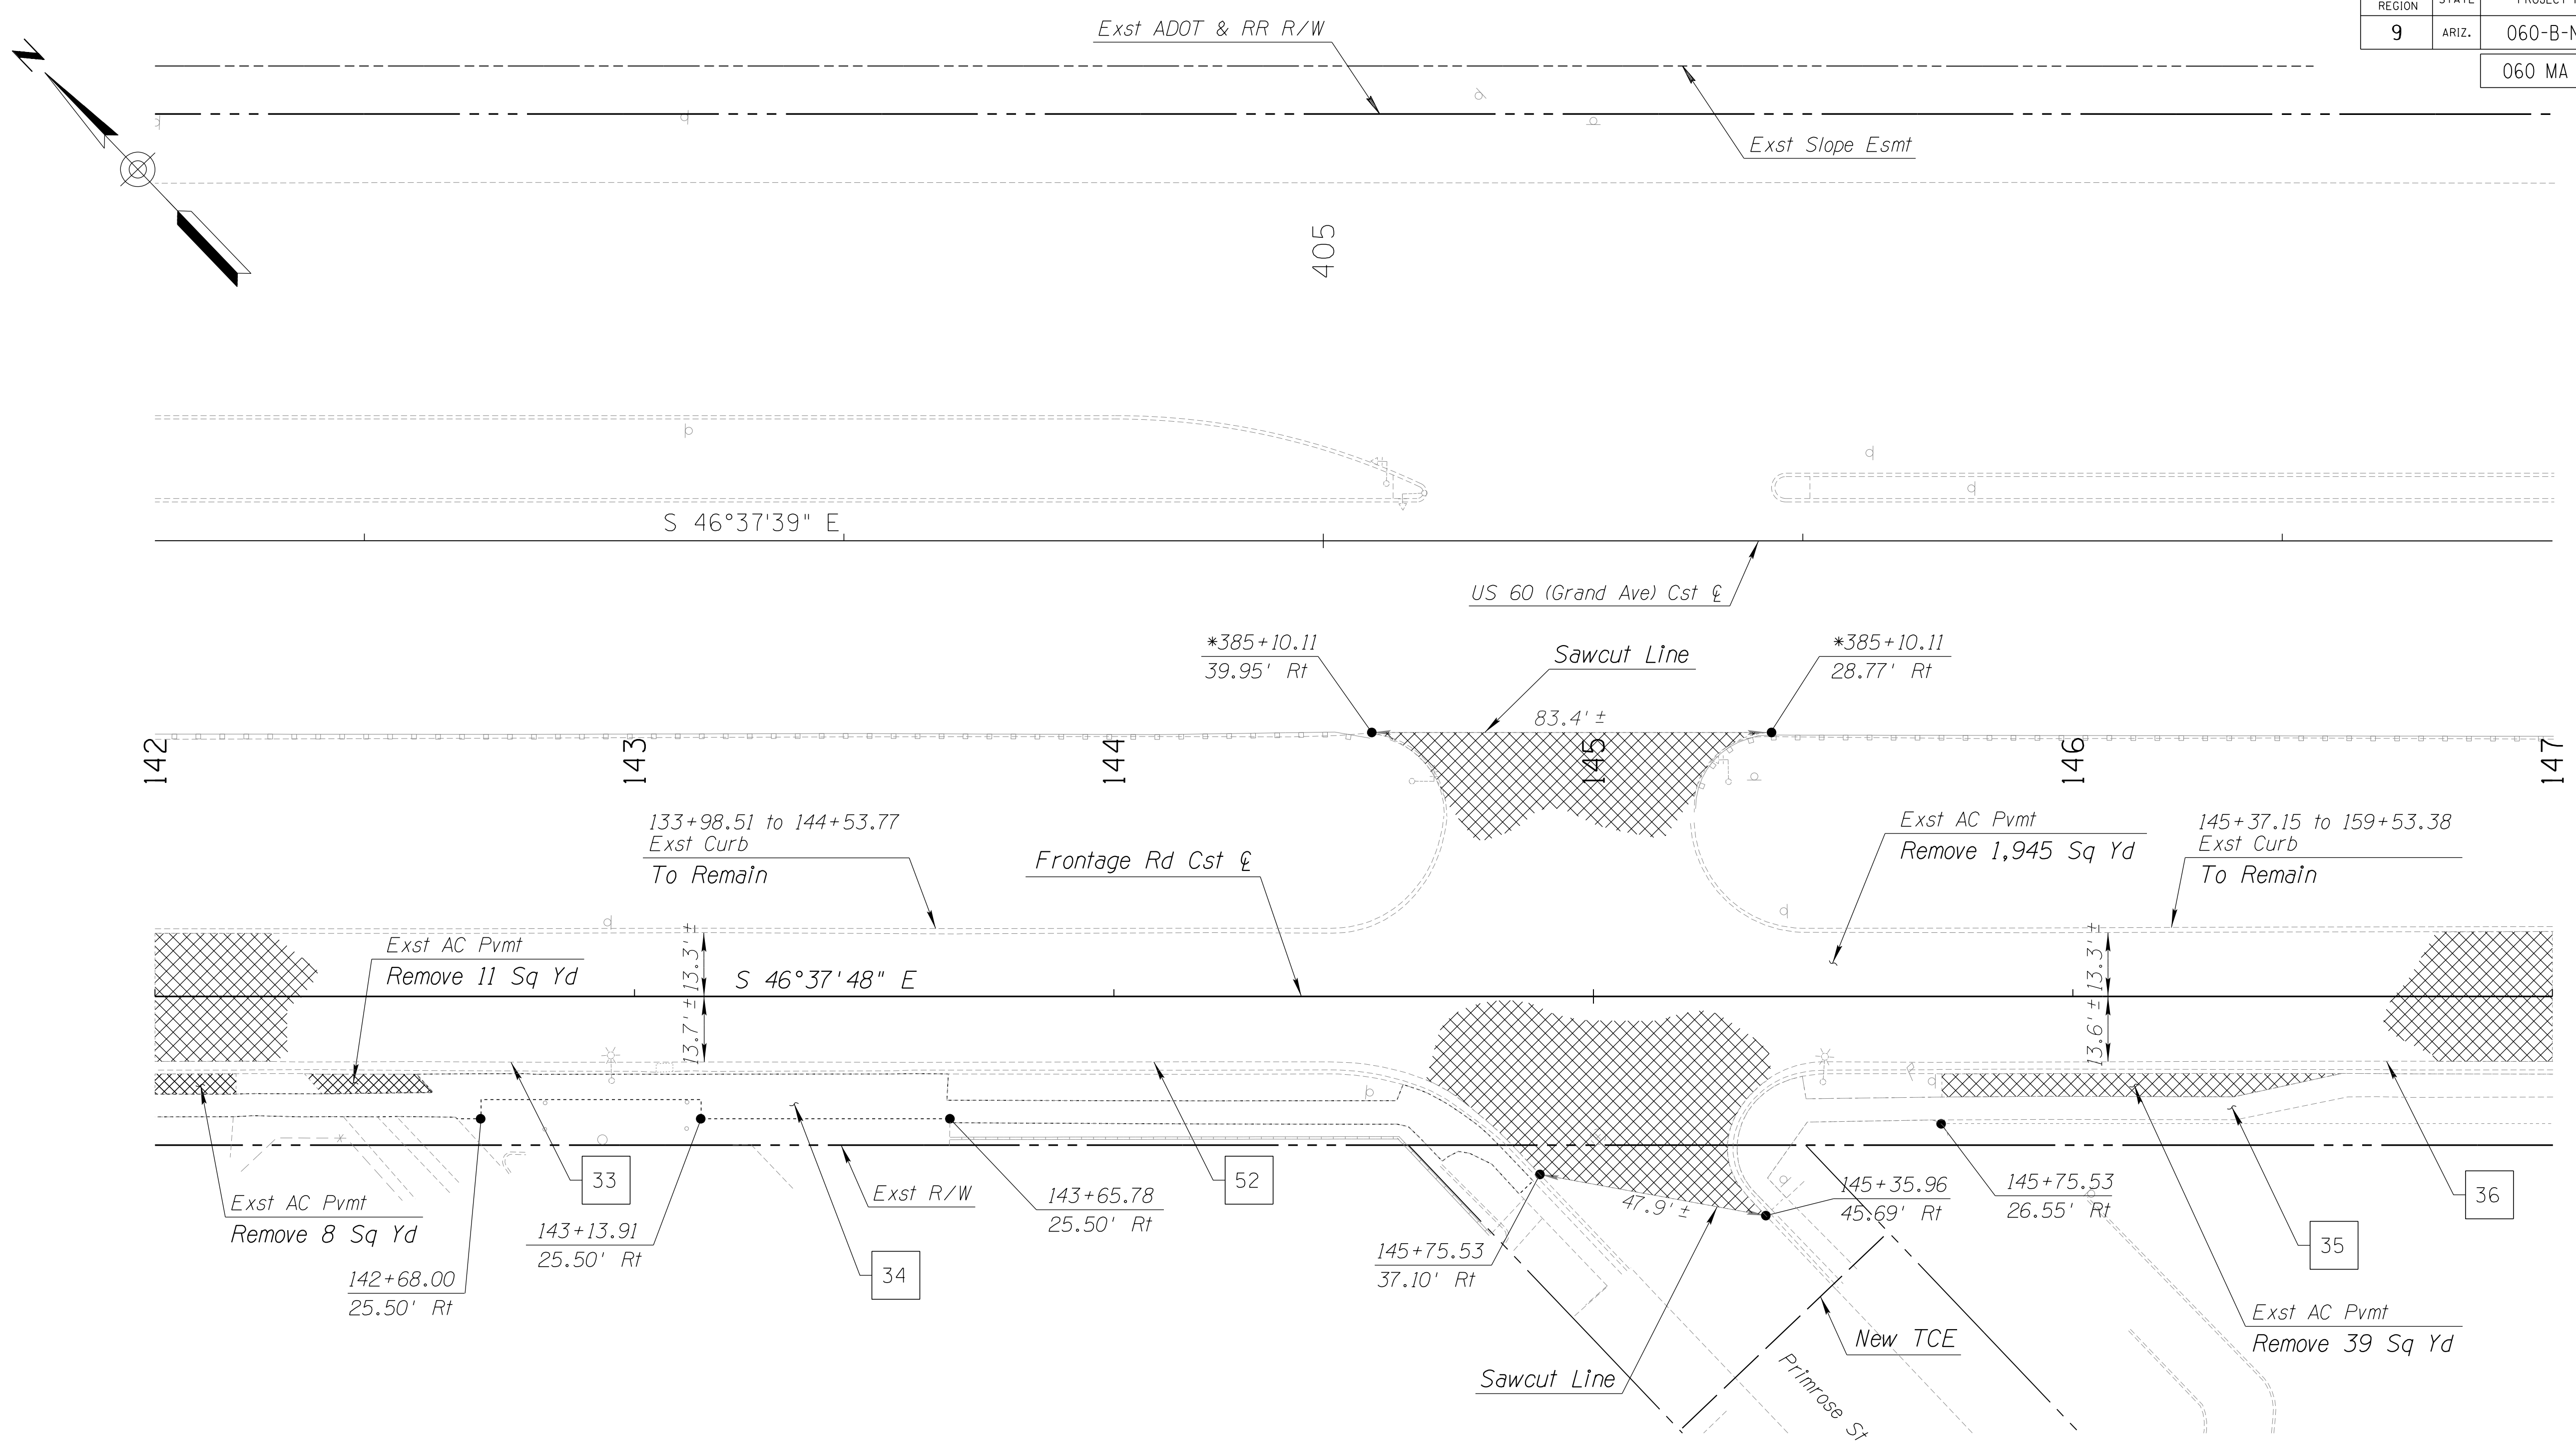 REGION
9
ARIZ.
060-B-N
060 MA
Exst ADOT & RR R/W
N
Exst Slope Esmt
405
S 46°37'39" E
US 60 (Grand Ave) Cst ℄
*385+10.11
39.95' Rt
Sawcut Line
*385+10.11
28.77' Rt
83.4' ±
142
143
144
145
146
147
133+98.51 to 144+53.77
Exst Curb
To Remain
Frontage Rd Cst ℄
Exst AC Pvmt
Remove 1,945 Sq Yd
145+37.15 to 159+53.38
Exst Curb
To Remain
Exst AC Pvmt
Remove 11 Sq Yd
13.3' ±
13.7' ±
S 46°37'48" E
13.3' ±
13.6' ±
Exst AC Pvmt
Remove 8 Sq Yd
142+68.00
25.50' Rt
143+13.91
25.50' Rt
33
34
Exst R/W
143+65.78
25.50' Rt
52
145+75.53
37.10' Rt
47.9' ±
145+35.96
45.69' Rt
145+75.53
26.55' Rt
35
36
Exst AC Pvmt
Remove 39 Sq Yd
New TCE
Sawcut Line
Primrose St